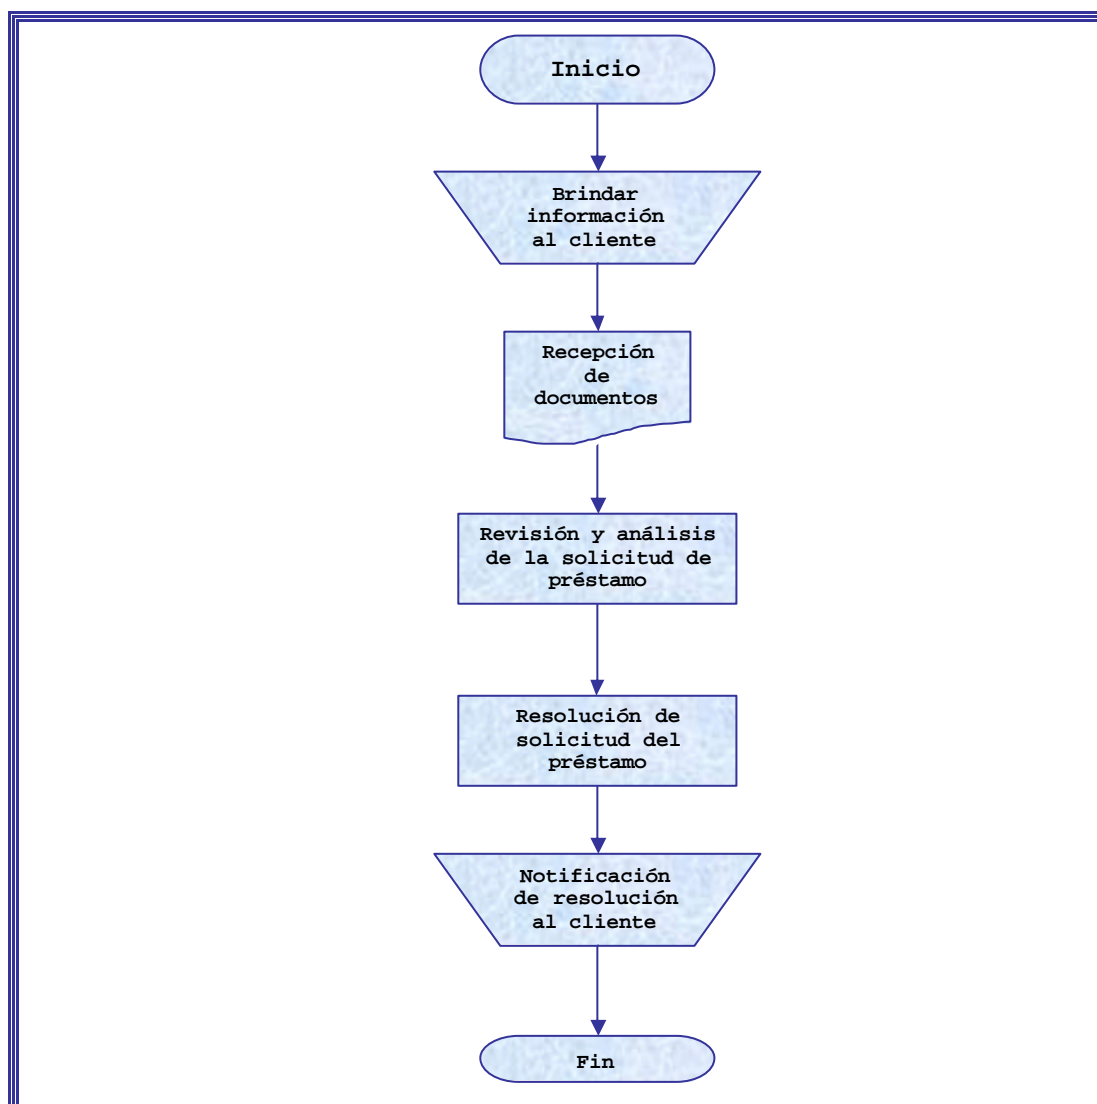 Inicio
Brindar
información
al cliente
Recepción
de
documentos
Revisión y análisis
de la solicitud de
préstamo
Resolución de
solicitud del
préstamo
Notificación
de resolución
al cliente
Fin